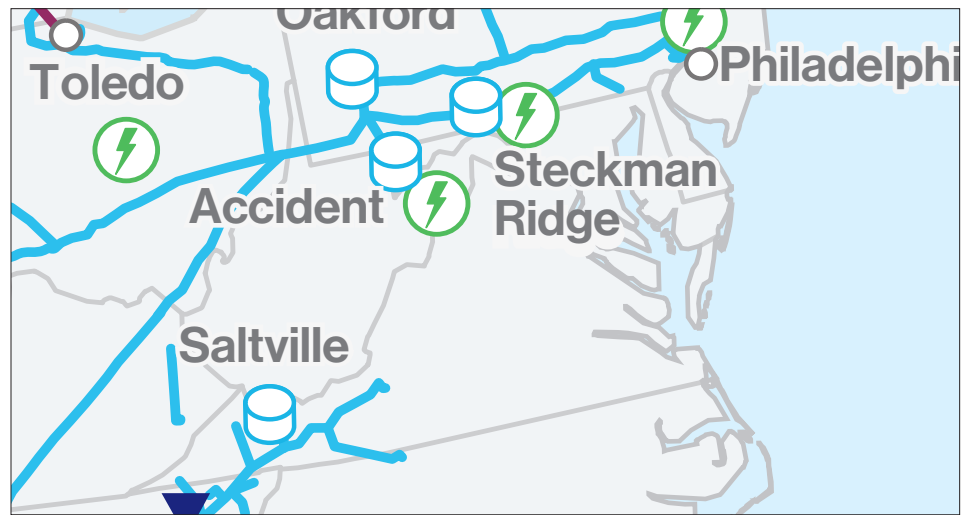 Oakford
Toledo
Philadelphi
Steckman
Ridge
Accident
Saltville